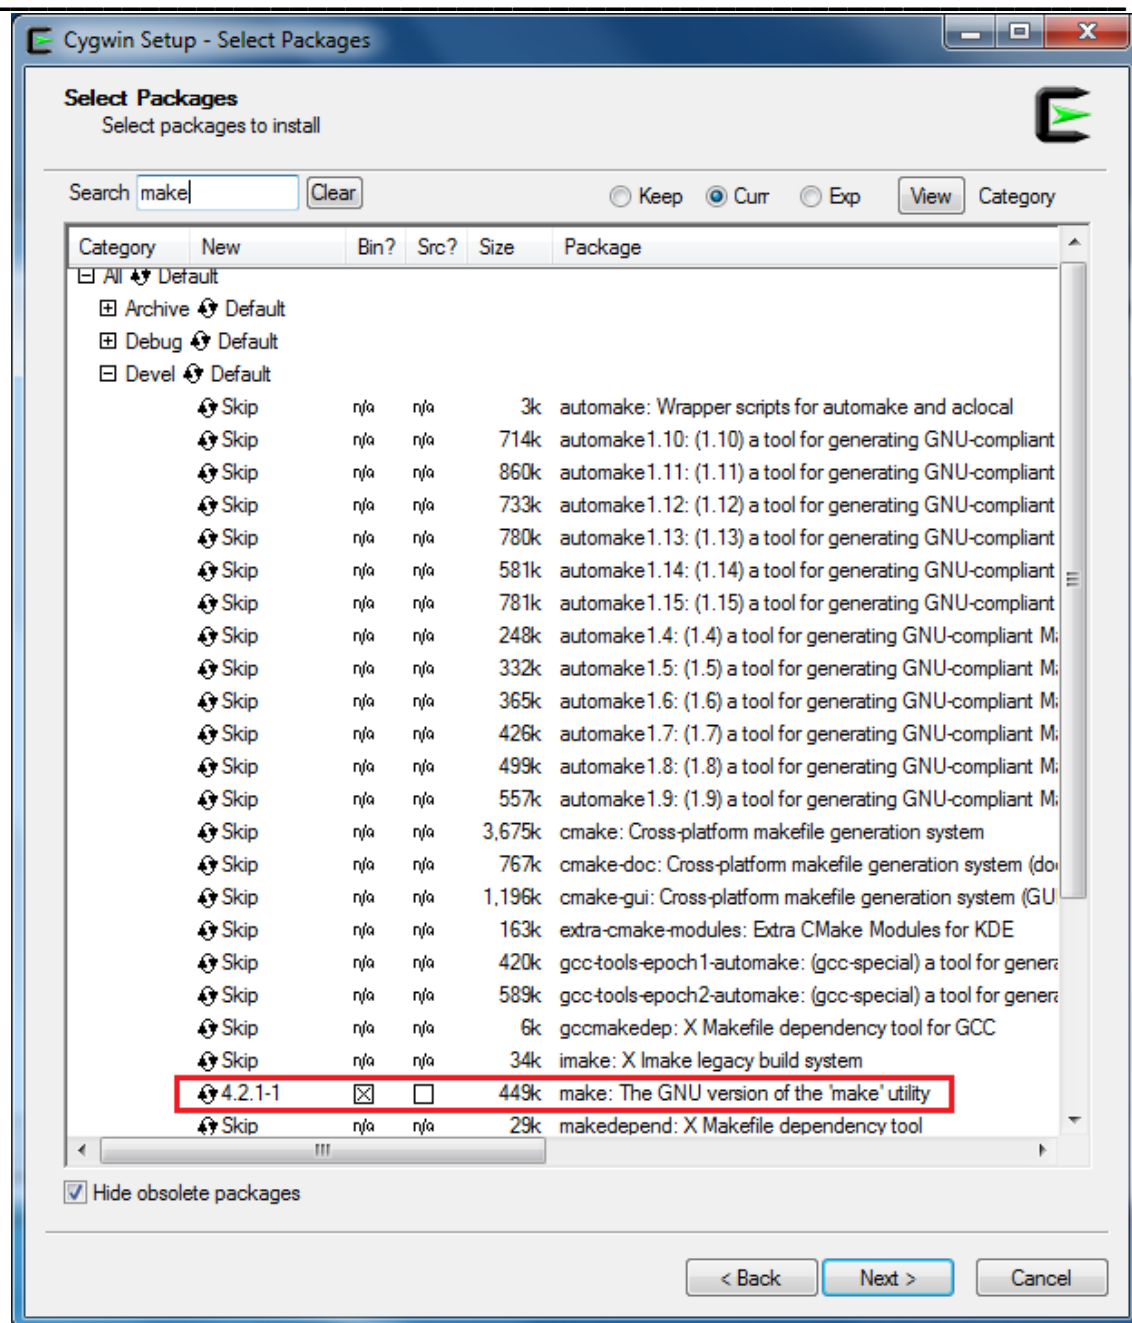 Cygwin Setup - Select Packages
Select Packages
Select packages to install
Search make Clear Keep Curr Exp View Category
Category New Bin? Src? Size Package
All Default
Archive Default
Debug Default
Devel Default
Skip n/a n/a 3k automake: Wrapper scripts for automake and aclocal
Skip n/a n/a 714k automake1.10: (1.10) a tool for generating GNU-compliant
Skip n/a n/a 860k automake1.11: (1.11) a tool for generating GNU-compliant
Skip n/a n/a 733k automake1.12: (1.12) a tool for generating GNU-compliant
Skip n/a n/a 780k automake1.13: (1.13) a tool for generating GNU-compliant
Skip n/a n/a 581k automake1.14: (1.14) a tool for generating GNU-compliant
Skip n/a n/a 781k automake1.15: (1.15) a tool for generating GNU-compliant
Skip n/a n/a 248k automake1.4: (1.4) a tool for generating GNU-compliant Ma
Skip n/a n/a 332k automake1.5: (1.5) a tool for generating GNU-compliant Ma
Skip n/a n/a 365k automake1.6: (1.6) a tool for generating GNU-compliant Ma
Skip n/a n/a 426k automake1.7: (1.7) a tool for generating GNU-compliant Ma
Skip n/a n/a 499k automake1.8: (1.8) a tool for generating GNU-compliant Ma
Skip n/a n/a 557k automake1.9: (1.9) a tool for generating GNU-compliant Ma
Skip n/a n/a 3,675k cmake: Cross-platform makefile generation system
Skip n/a n/a 767k cmake-doc: Cross-platform makefile generation system (do
Skip n/a n/a 1,196k cmake-gui: Cross-platform makefile generation system (GU
Skip n/a n/a 163k extra-cmake-modules: Extra CMake Modules for KDE
Skip n/a n/a 420k gcc-tools-epoch1-automake: (gcc-special) a tool for genera
Skip n/a n/a 589k gcc-tools-epoch2-automake: (gcc-special) a tool for genera
Skip n/a n/a 6k gccmakedep: X Makefile dependency tool for GCC
Skip n/a n/a 34k imake: X Imake legacy build system
4.2.1-1 449k make: The GNU version of the 'make' utility
Skip n/a n/a 29k makedepend: X Makefile dependency tool
Hide obsolete packages
< Back Next > Cancel